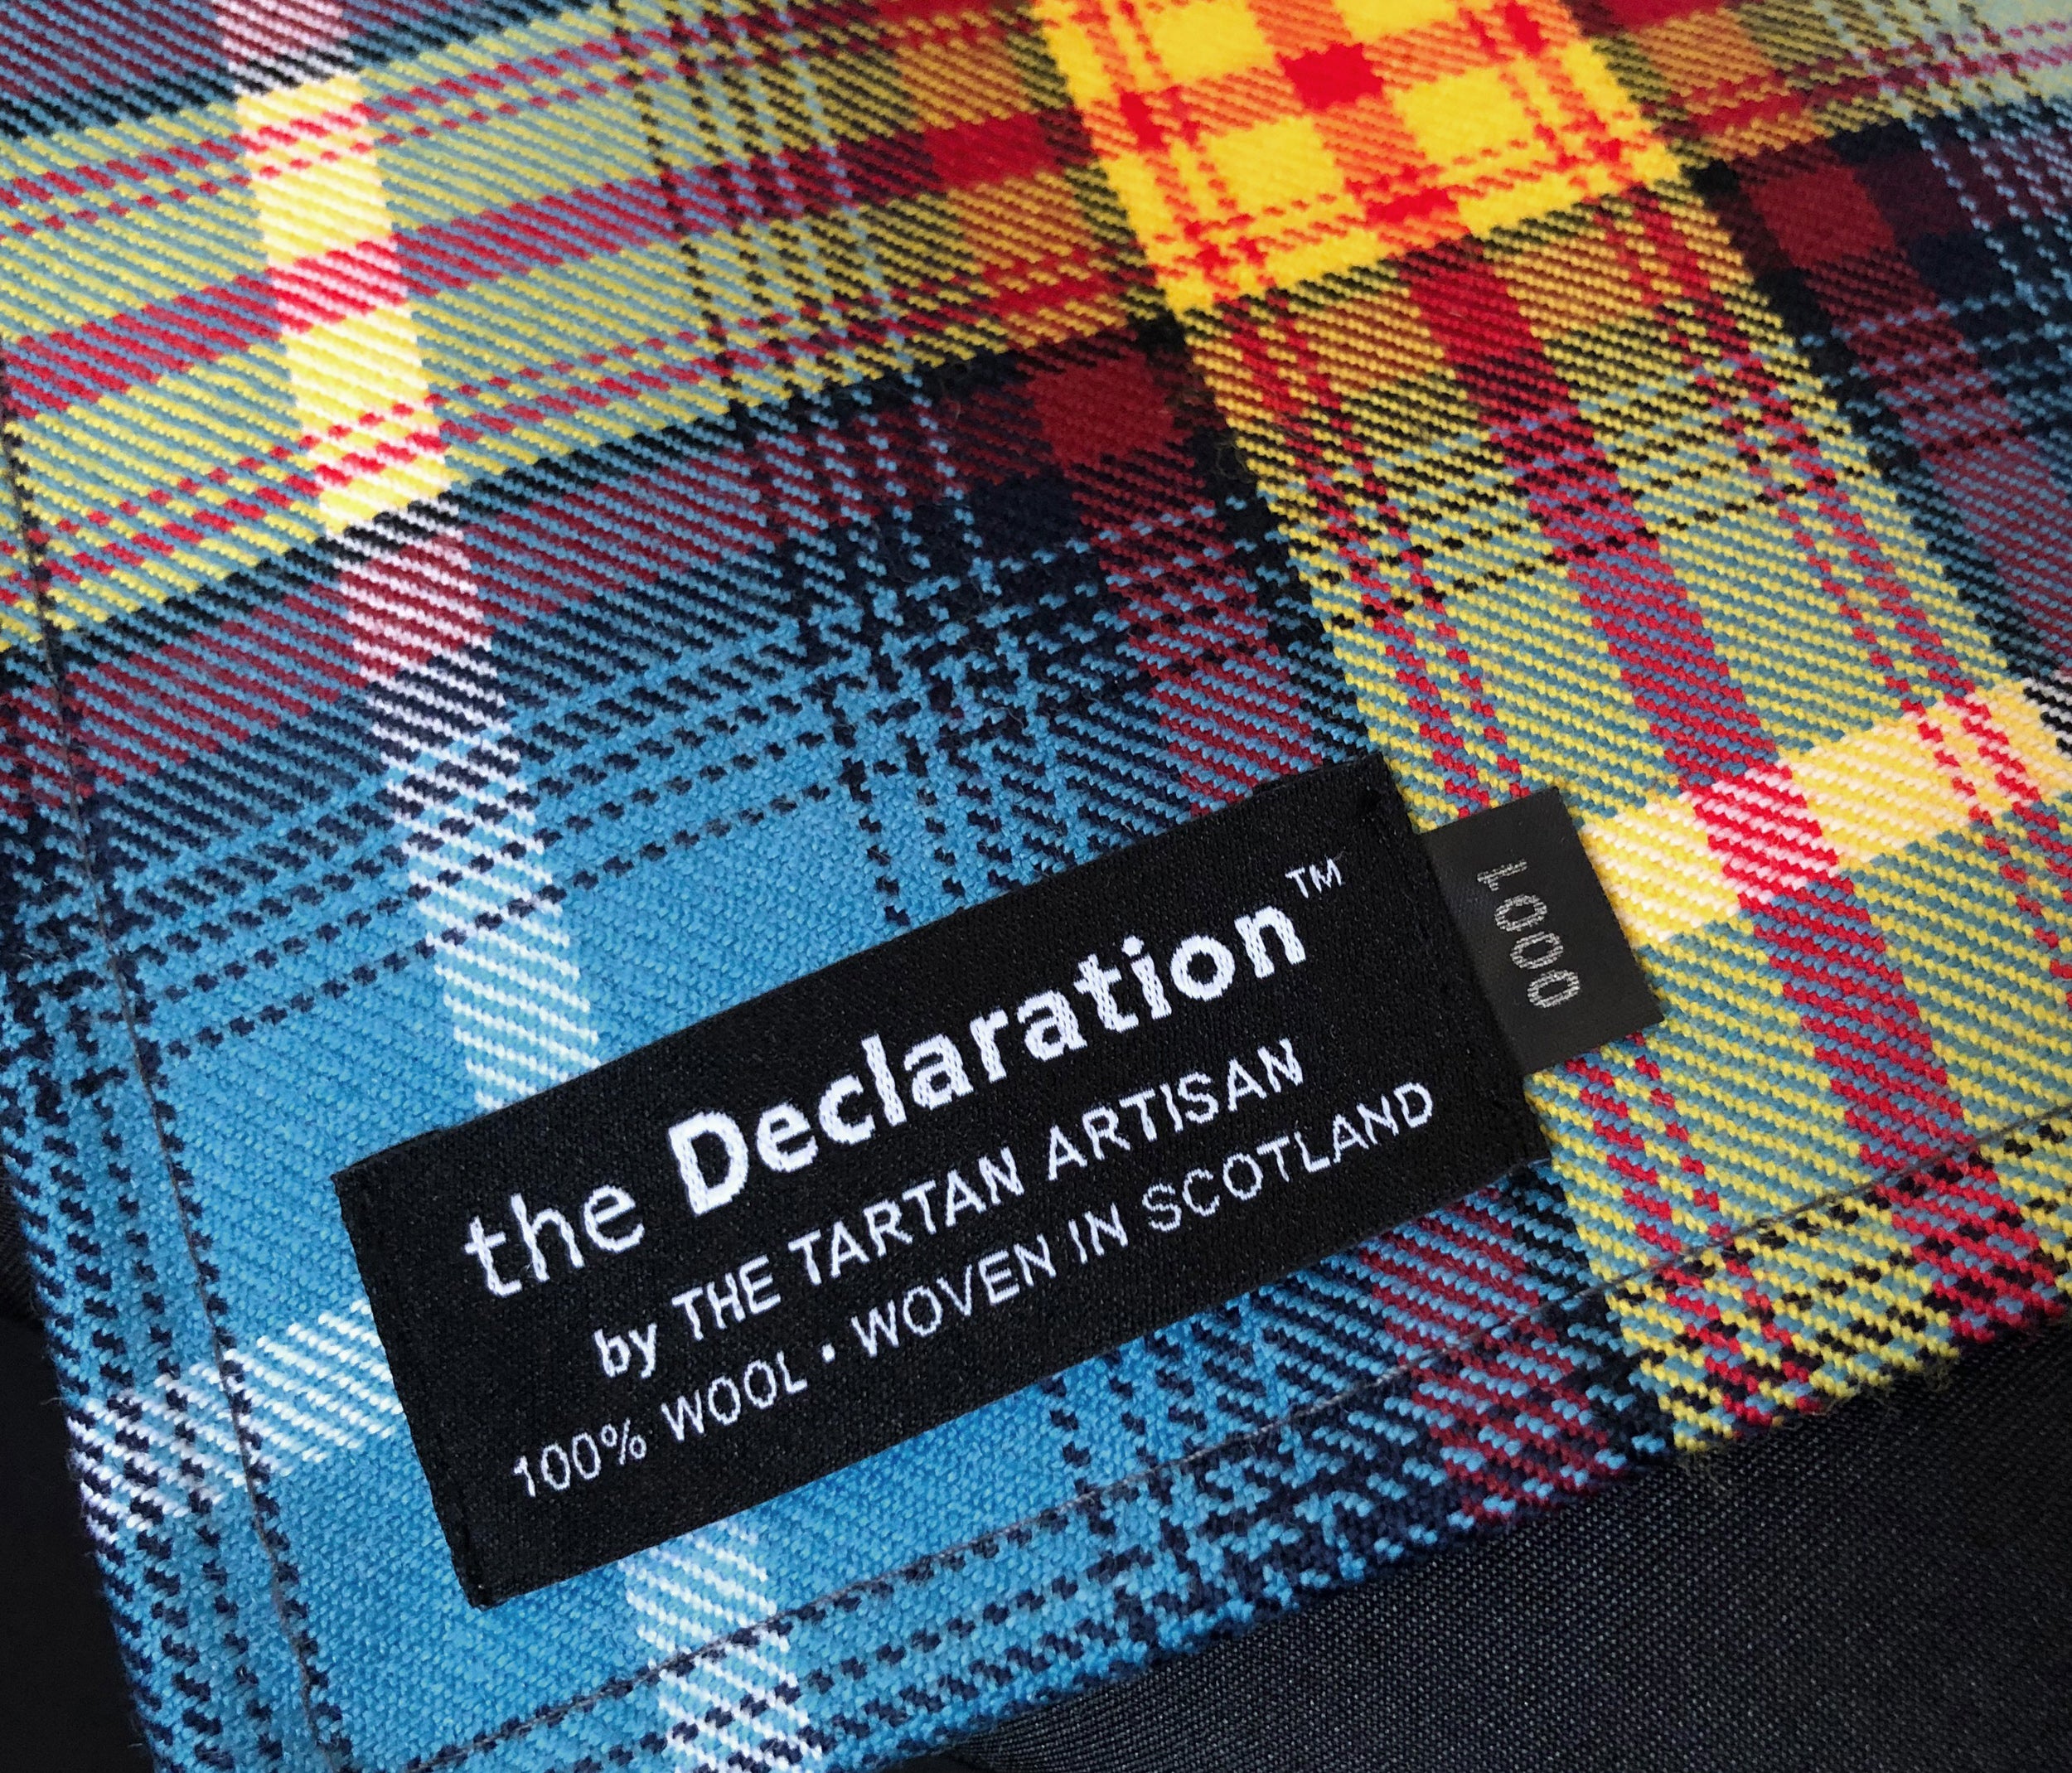 the Declaration™
by THE TARTAN ARTISAN
100% WOOL • WOVEN IN SCOTLAND
0001